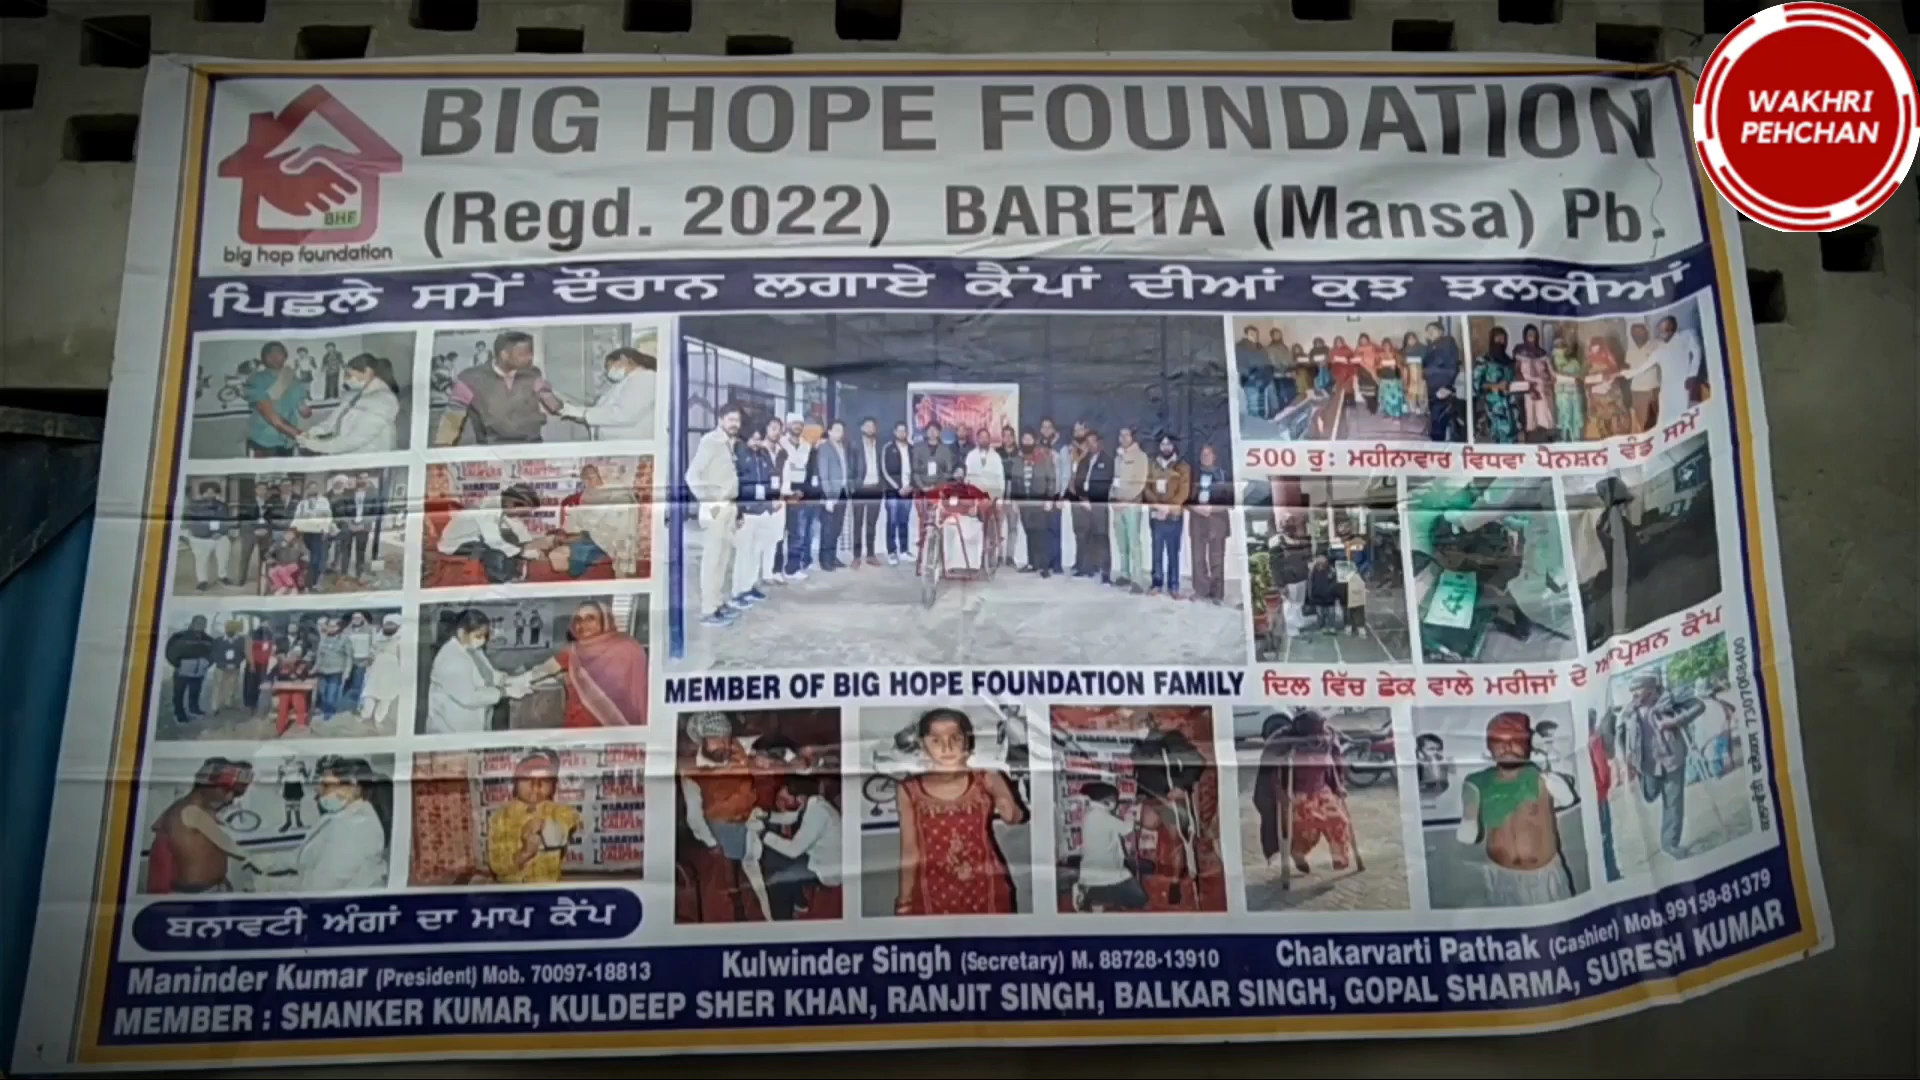 WAKHRI
PEHCHAN
BIG HOPE FOUNDATION
(Regd. 2022) BARETA (Mansa) Pb.
BHF
big hop foundation
ਪਿਛਲੇ ਸਮੇਂ ਦੌਰਾਨ ਲਗਾਏ ਕੈਂਪਾਂ ਦੀਆਂ ਕੁਝ ਝਲਕੀਆਂ
500 ਰੁ: ਮਹੀਨਾਵਾਰ ਵਿਧਵਾ ਪੈਨਸ਼ਨ ਵੰਡ ਸਮੇਂ
MEMBER OF BIG HOPE FOUNDATION FAMILY
ਦਿਲ ਵਿੱਚ ਛੇਕ ਵਾਲੇ ਮਰੀਜਾਂ ਦੇ ਆਪ੍ਰੇਸ਼ਨ ਕੈਂਪ
ਬਨਾਵਟੀ ਅੰਗਾਂ ਦਾ ਮਾਪ ਕੈਂਪ
Maninder Kumar (President) Mob. 70097-18813
Kulwinder Singh (Secretary) M. 88728-13910
Chakarvarti Pathak (Cashier) Mob.99158-81379
MEMBER : SHANKER KUMAR, KULDEEP SHER KHAN, RANJIT SINGH, BALKAR SINGH, GOPAL SHARMA, SURESH KUMAR